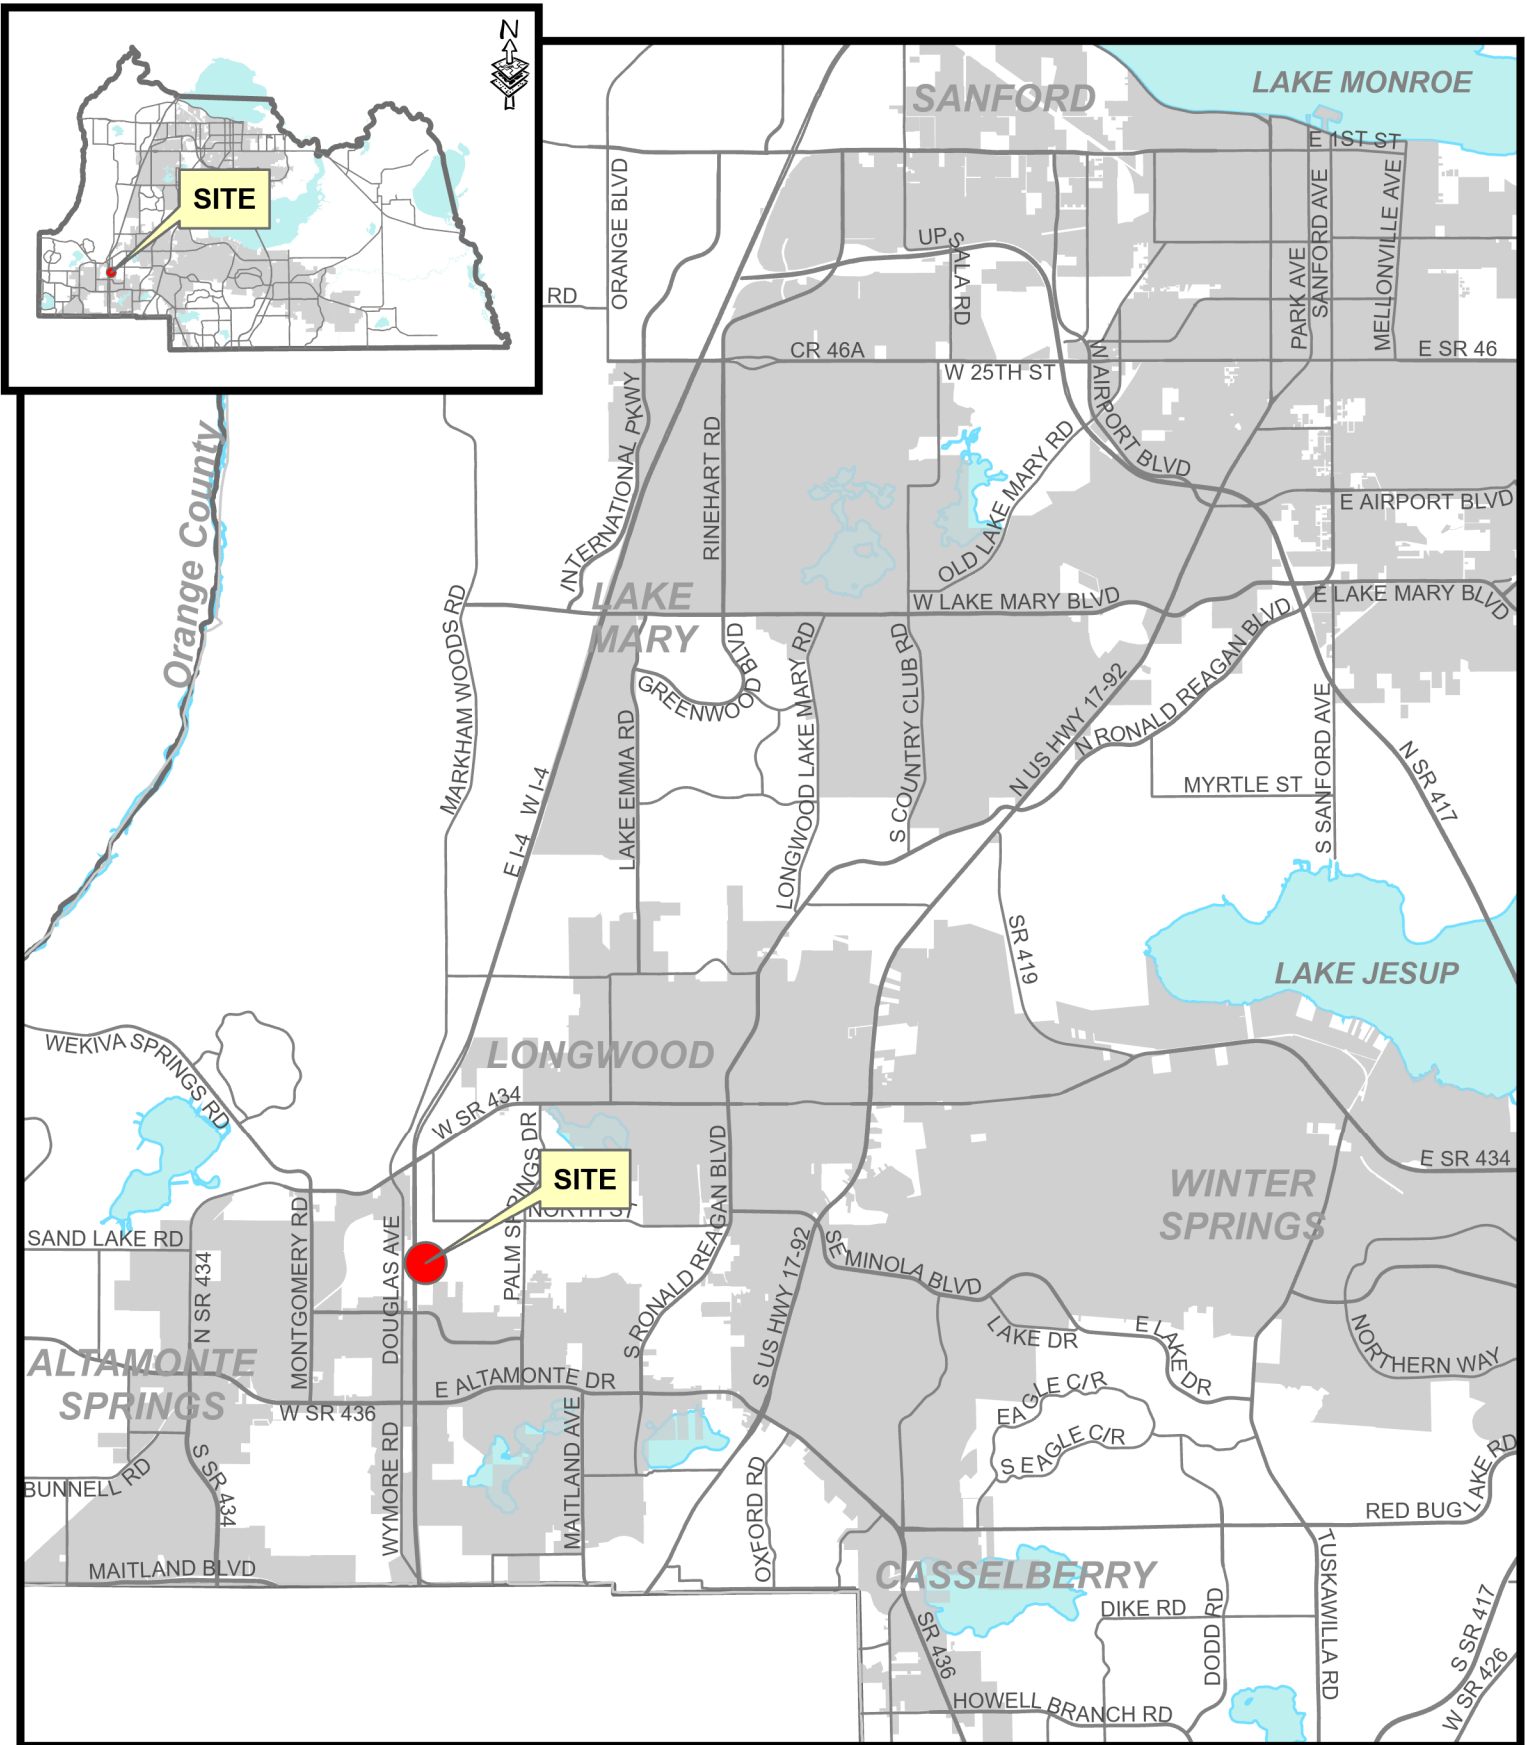 N
SITE
SANFORD
LAKE MONROE
E 1ST ST
ORANGE BLVD
SANFORD AVE
MELLONVILLE AVE
PARK AVE
UPSALA RD
RD
CR 46A
E SR 46
W 25TH ST
N AIRPORT BLVD
INTERNATIONAL PKWY
RINEHART RD
OLD LAKE MARY RD
E AIRPORT BLVD
Orange County
LAKE
MARY
W LAKE MARY BLVD
E LAKE MARY BLVD
MARKHAM WOODS RD
GREENWOOD BLVD
LONGWOOD LAKE MARY RD
S COUNTRY CLUB RD
N US HWY 17-92
N RONALD REAGAN BLVD
S SANFORD AVE
N SR 417
LAKE EMMA RD
W I-4
E I-4
MYRTLE ST
SR 419
LAKE JESUP
WEKIVA SPRINGS RD
LONGWOOD
W SR 434
PALM SPRINGS DR
SITE
NORTH ST
S RONALD REAGAN BLVD
E SR 434
WINTER
SPRINGS
SAND LAKE RD
N SR 434
MONTGOMERY RD
DOUGLAS AVE
S US HWY 17-92
SEMINOLA BLVD
LAKE DR
E LAKE DR
NORTHERN WAY
ALTAMONTE
SPRINGS
E ALTAMONTE DR
W SR 436
EAGLE C/R
S EAGLE C/R
BUNNELL RD
S SR 434
WYMORE RD
MAITLAND AVE
OXFORD RD
RED BUG LAKE RD
MAITLAND BLVD
CASSELBERRY
TUSKAWILLA RD
DIKE RD
DODD RD
SR 436
S SR 417
W SR 426
HOWELL BRANCH RD